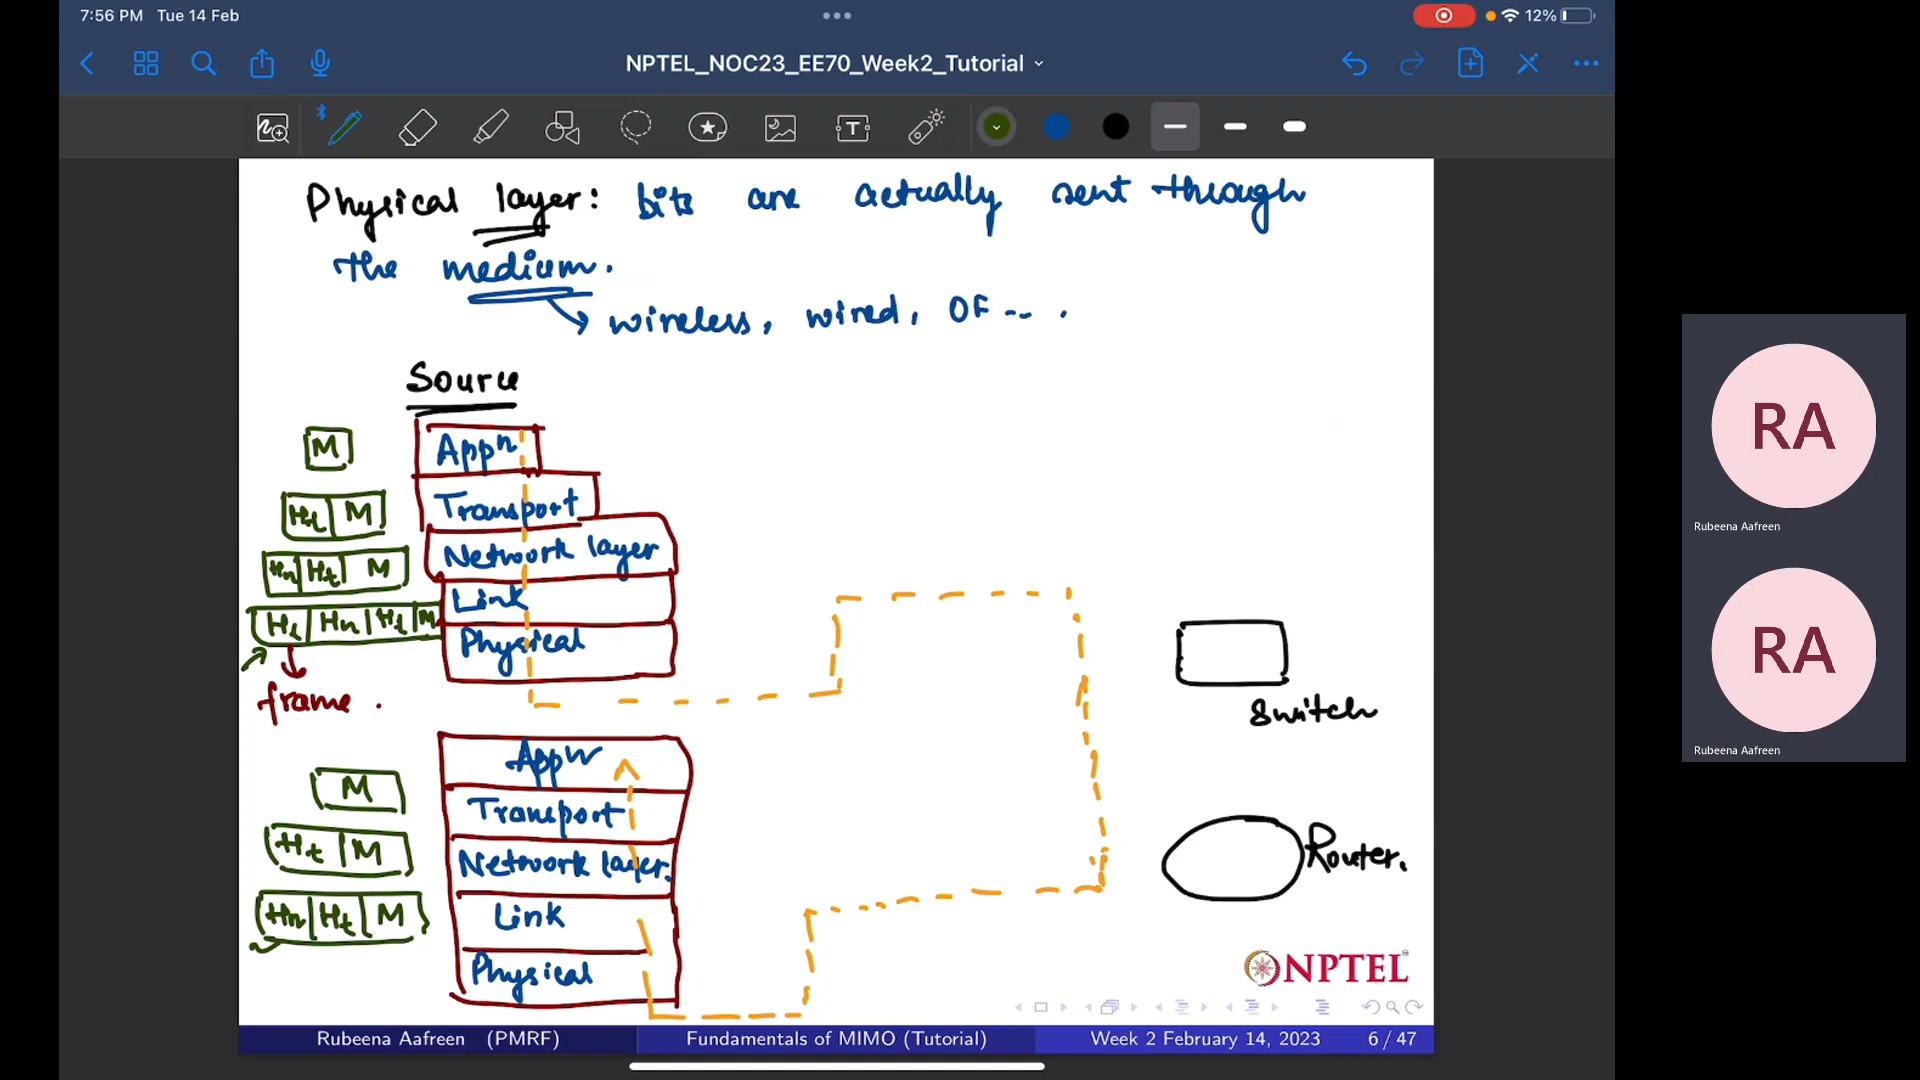 7:56 PM Tue 14 Feb
12%
NPTEL_NOC23_EE70_Week2_Tutorial
T
Physical layer: bits are actually sent through
the medium.
wireless, wired, OF -- .
Source
M
Appn
Ht M
Transport
Hn Ht M
Network layer
Hl Hn Ht M
Link
Physical
frame .
Switch
M
Appn
Ht M
Transport
Hn Ht M
Network layer.
Link
Physical
Router.
NPTEL
Rubeena Aafreen (PMRF)
Fundamentals of MIMO (Tutorial)
Week 2 February 14, 2023
6 / 47
RA
Rubeena Aafreen
RA
Rubeena Aafreen